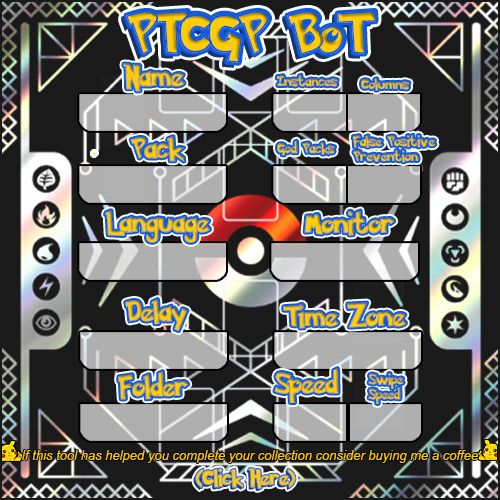 PTCGP BoT
Name
Instances
Columns
Pack
God Packs
False Positive
Prevention
Language
Monitor
Delay
Time Zone
Folder
Speed
Swipe
Speed
If this tool has helped you complete your collection consider buying me a coffee!
(Click Here)